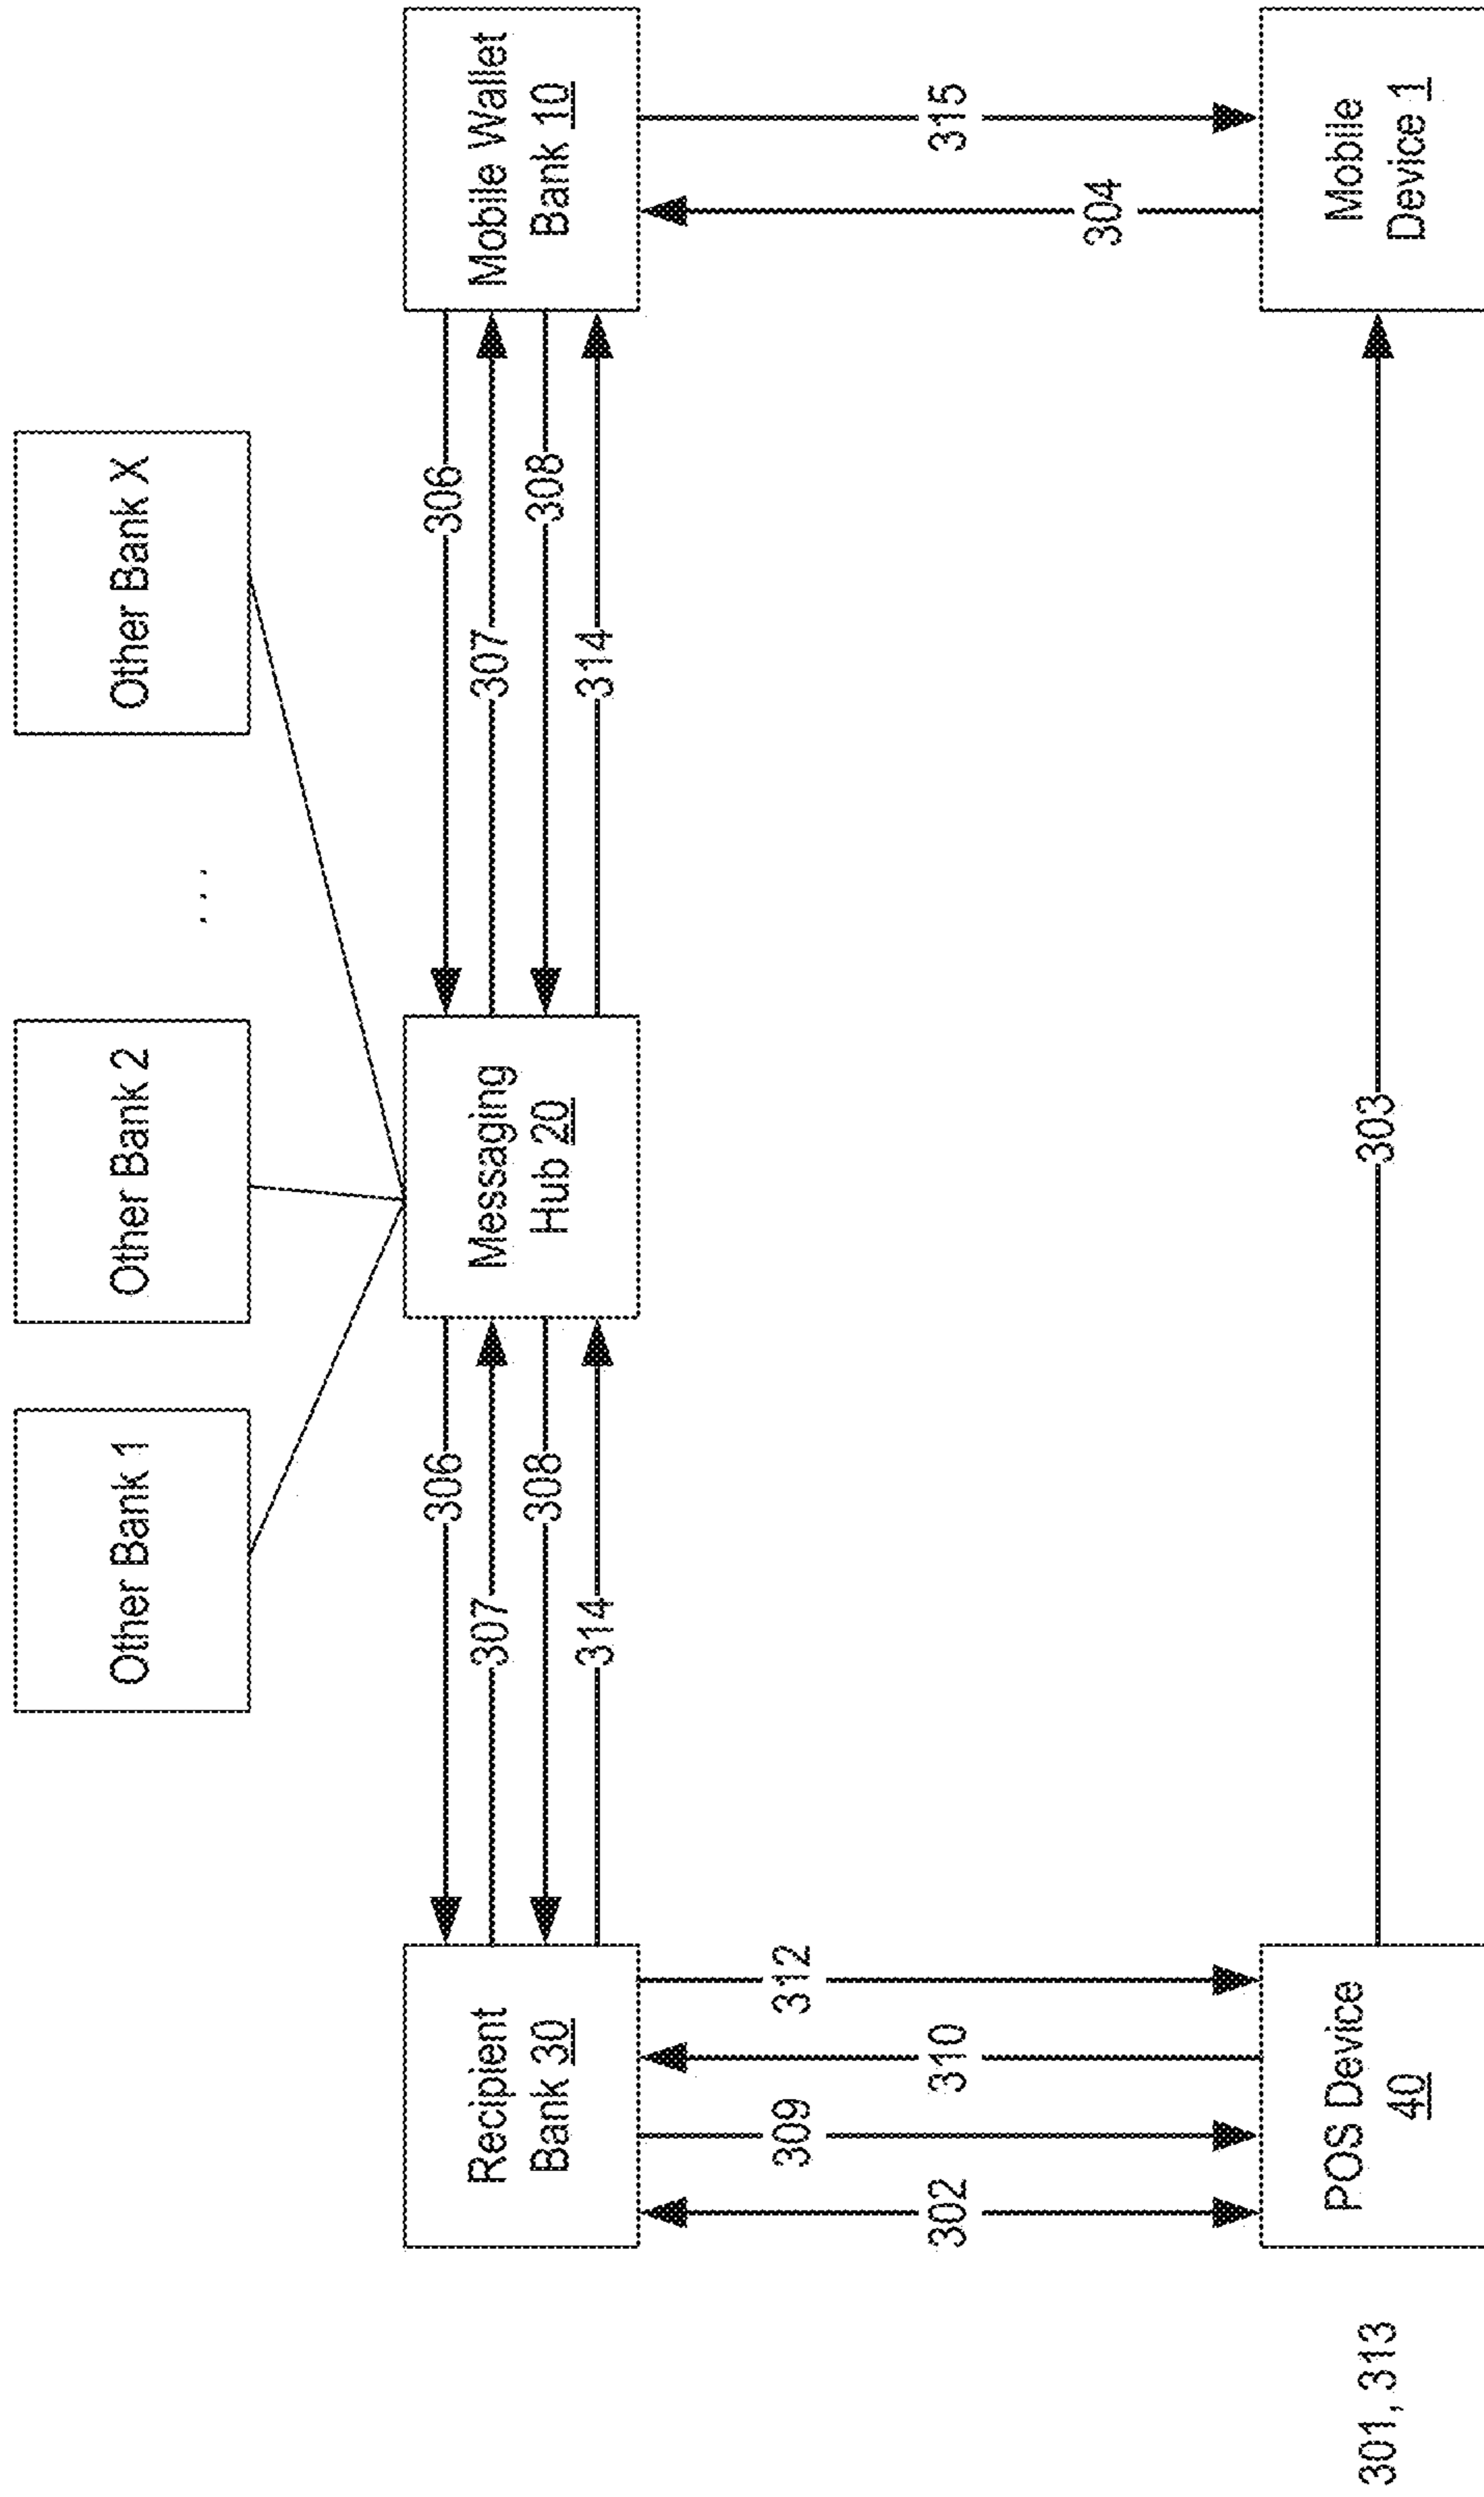 Other Bank 1
Other Bank 2
. . .
Other Bank X
Recipient
Bank 30
306
307
308
314
Messaging
Hub 20
306
307
308
314
Mobile Wallet
Bank 10
302
309
310
312
304
315
301, 313
POS Device
40
303
Mobile
Device 1